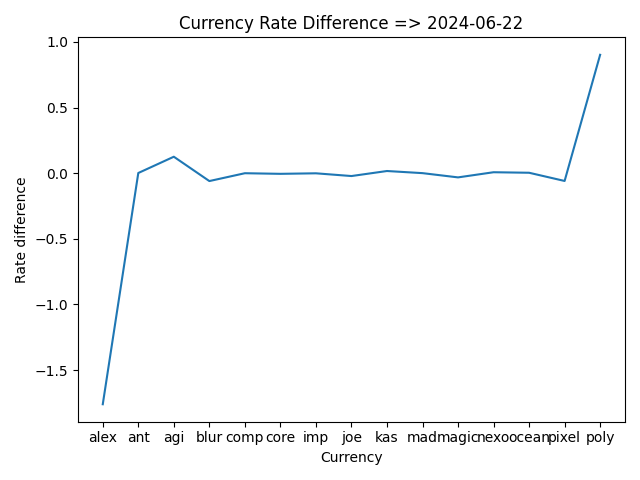 Currency Rate Difference => 2024-06-22
1.0
0.5
0.0
−0.5
−1.0
−1.5
Rate difference
alex ant agi blur comp core imp joe kas mad magic nexo ocean pixel poly
Currency